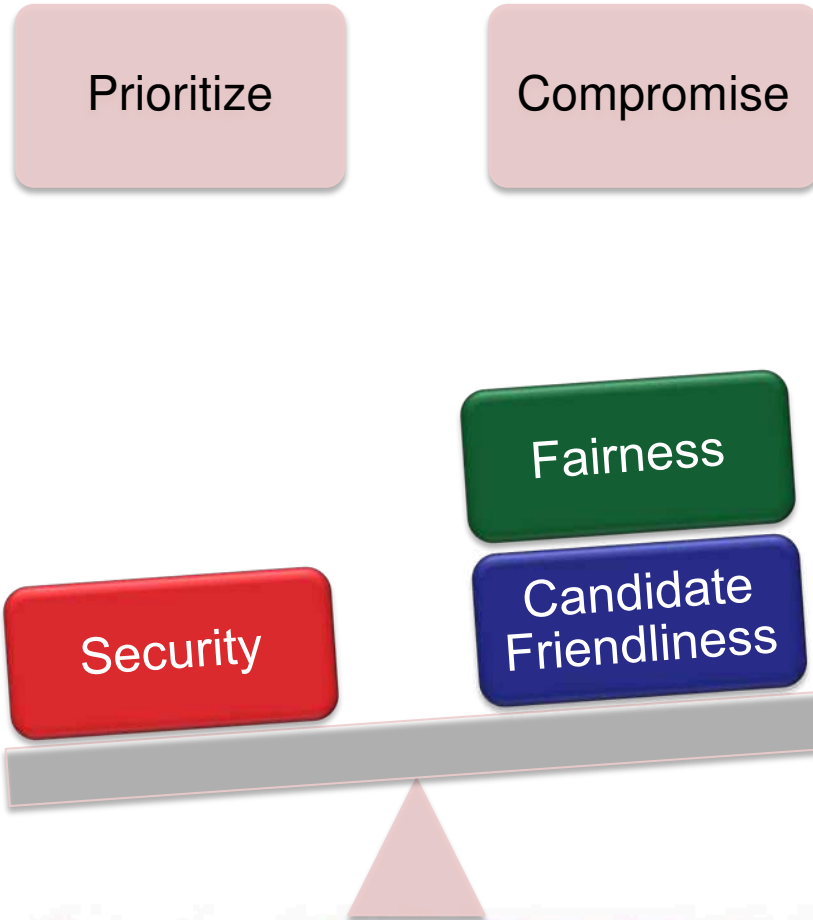 Prioritize
Compromise
Fairness
Candidate
Friendliness
Security